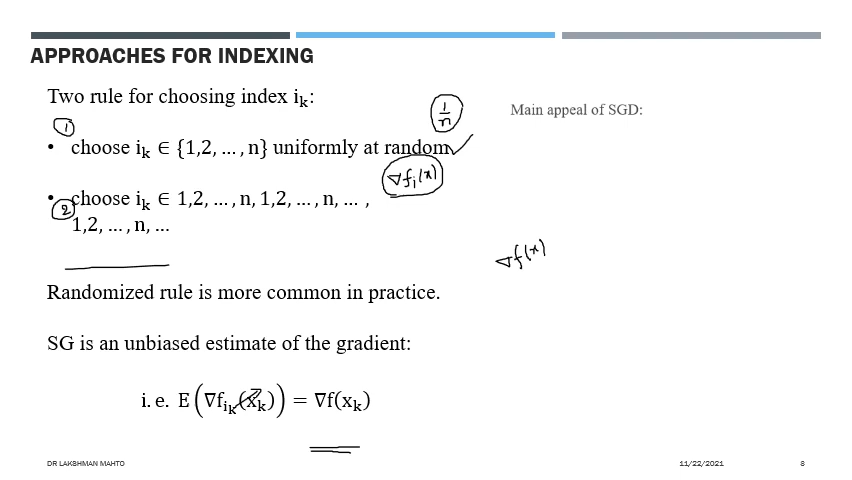 APPROACHES FOR INDEXING
Two rule for choosing index iₖ:
1/n
Main appeal of SGD:
①
• choose iₖ ∈ {1,2, … , n} uniformly at random ✓
∇fᵢ(x)
②
• choose iₖ ∈ 1,2, … , n, 1,2, … , n, … ,
1,2, … , n, …
∇f(x)
Randomized rule is more common in practice.
SG is an unbiased estimate of the gradient:
i. e. E(∇fᵢₖ(xₖ)) = ∇f(xₖ)
DR LAKSHMAN MAHTO
11/22/2021
8